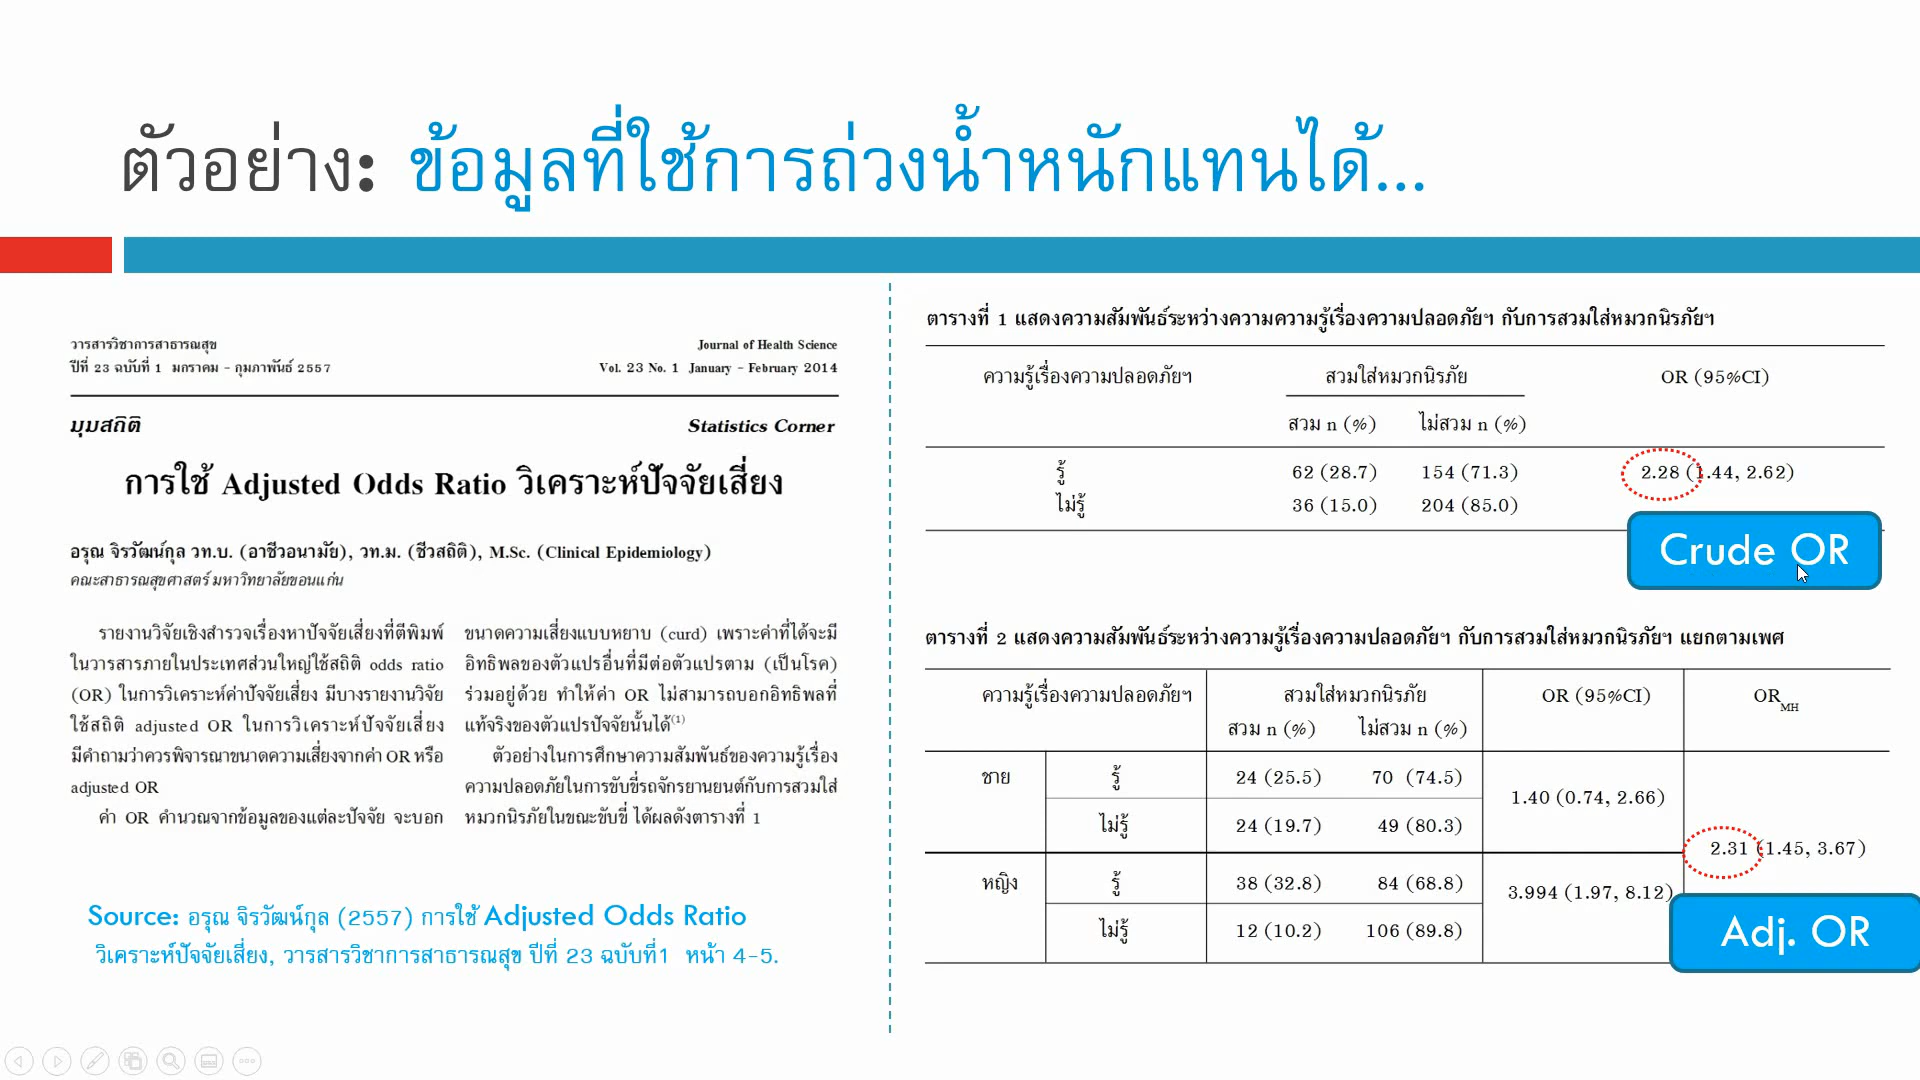 ตัวอย่าง: ข้อมูลที่ใช้การถ่วงน้ำหนักแทนได้...
วารสารวิชาการสาธารณสุข
ปีที่ 23 ฉบับที่ 1 มกราคม - กุมภาพันธ์ 2557
Journal of Health Science
Vol. 23 No. 1 January - February 2014
มุมสถิติ
Statistics Corner
การใช้ Adjusted Odds Ratio วิเคราะห์ปัจจัยเสี่ยง
อรุณ จิรวัฒน์กุล วท.บ. (อาชีวอนามัย), วท.ม. (ชีวสถิติ), M.Sc. (Clinical Epidemiology)
คณะสาธารณสุขศาสตร์ มหาวิทยาลัยขอนแก่น
รายงานวิจัยเชิงสำรวจเรื่องหาปัจจัยเสี่ยงที่ตีพิมพ์
ในวารสารภายในประเทศส่วนใหญ่ใช้สถิติ odds ratio
(OR) ในการวิเคราะห์ค่าปัจจัยเสี่ยง มีบางรายงานวิจัย
ใช้สถิติ adjusted OR ในการวิเคราะห์ปัจจัยเสี่ยง
มีคำถามว่าควรพิจารณาขนาดความเสี่ยงจากค่า OR หรือ
adjusted OR
ค่า OR คำนวณจากข้อมูลของแต่ละปัจจัย จะบอก
ขนาดความเสี่ยงแบบหยาบ (curd) เพราะค่าที่ได้จะมี
อิทธิพลของตัวแปรอื่นที่มีต่อตัวแปรตาม (เป็นโรค)
ร่วมอยู่ด้วย ทำให้ค่า OR ไม่สามารถบอกอิทธิพลที่
แท้จริงของตัวแปรปัจจัยนั้นได้(1)
ตัวอย่างในการศึกษาความสัมพันธ์ของความรู้เรื่อง
ความปลอดภัยในการขับขี่รถจักรยานยนต์กับการสวมใส่
หมวกนิรภัยในขณะขับขี่ ได้ผลดังตารางที่ 1
Source: อรุณ จิรวัฒน์กุล (2557) การใช้ Adjusted Odds Ratio
วิเคราะห์ปัจจัยเสี่ยง, วารสารวิชาการสาธารณสุข ปีที่ 23 ฉบับที่1 หน้า 4-5.
ตารางที่ 1 แสดงความสัมพันธ์ระหว่างความความรู้เรื่องความปลอดภัยฯ กับการสวมใส่หมวกนิรภัยฯ
ความรู้เรื่องความปลอดภัยฯ สวมใส่หมวกนิรภัย OR (95%CI)
สวม n (%) ไม่สวม n (%)
รู้ 62 (28.7) 154 (71.3) 2.28 (1.44, 2.62)
ไม่รู้ 36 (15.0) 204 (85.0)
Crude OR
ตารางที่ 2 แสดงความสัมพันธ์ระหว่างความรู้เรื่องความปลอดภัยฯ กับการสวมใส่หมวกนิรภัยฯ แยกตามเพศ
ความรู้เรื่องความปลอดภัยฯ สวมใส่หมวกนิรภัย OR (95%CI) ORMH
สวม n (%) ไม่สวม n (%)
ชาย รู้ 24 (25.5) 70 (74.5)
1.40 (0.74, 2.66)
ไม่รู้ 24 (19.7) 49 (80.3)
2.31 (1.45, 3.67)
หญิง รู้ 38 (32.8) 84 (68.8)
3.994 (1.97, 8.12)
ไม่รู้ 12 (10.2) 106 (89.8)
Adj. OR